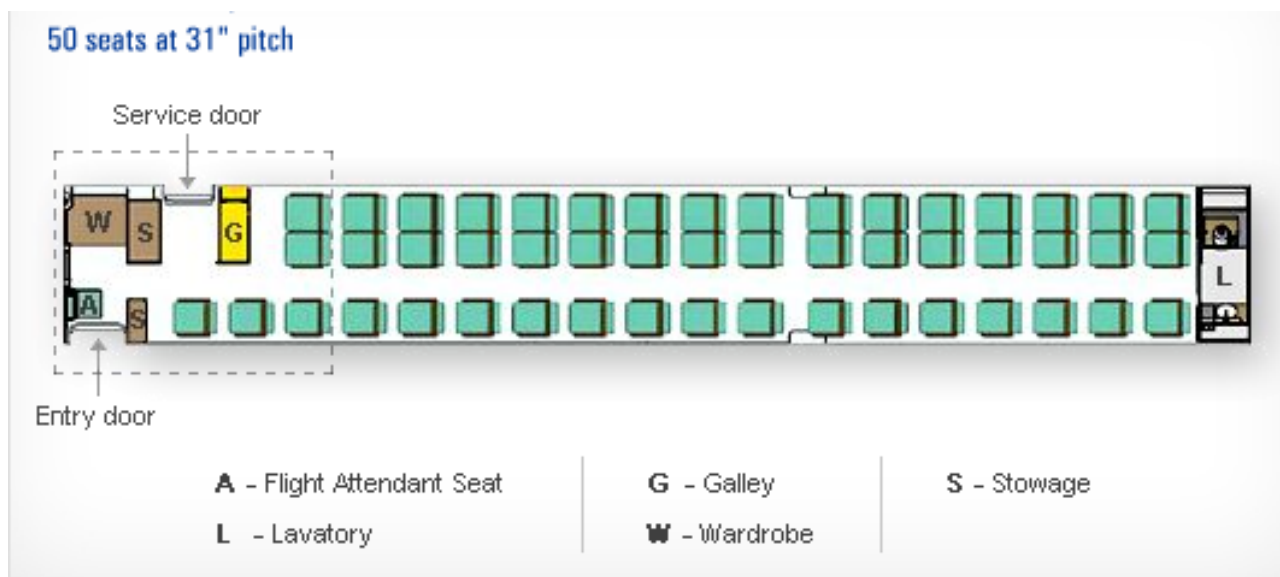 50 seats at 31" pitch
Service door
W
S
G
A
S
L
Entry door
A - Flight Attendant Seat
G - Galley
S - Stowage
L - Lavatory
W - Wardrobe